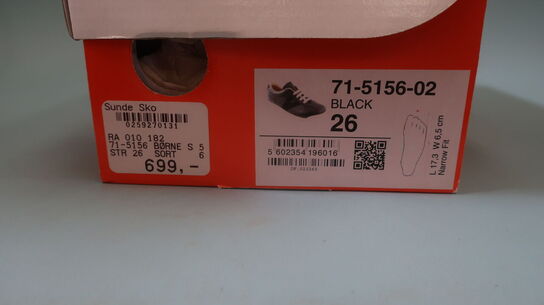 Sunde Sko
0259270131
RA 010 182
71-5156 BØRNE S 5
STR 26 SORT 6
699,-
71-5156-02
BLACK
26
5 602354 196016
L 17,3 W 6,5 cm
Narrow Fit